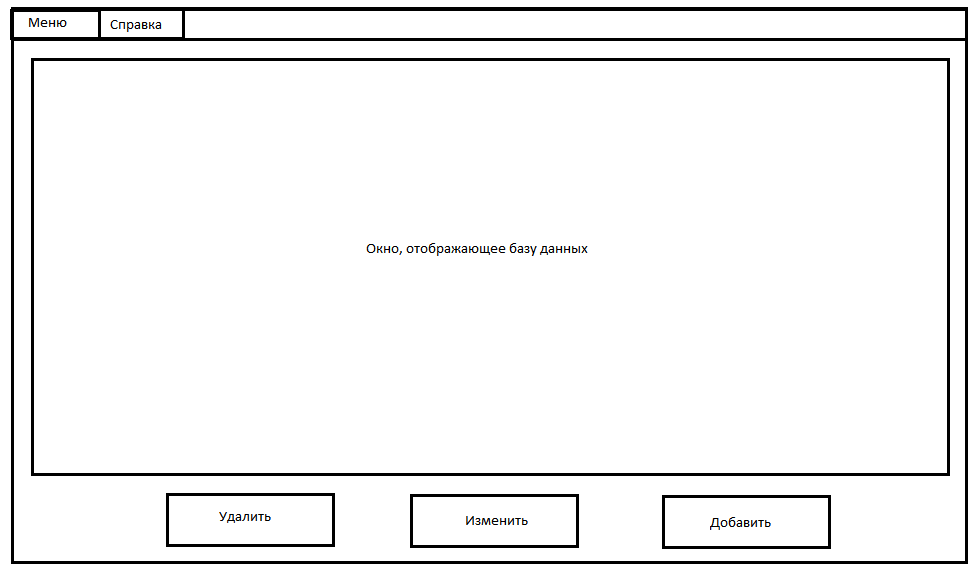 Меню
Справка
Окно, отображающее базу данных
Удалить
Изменить
Добавить